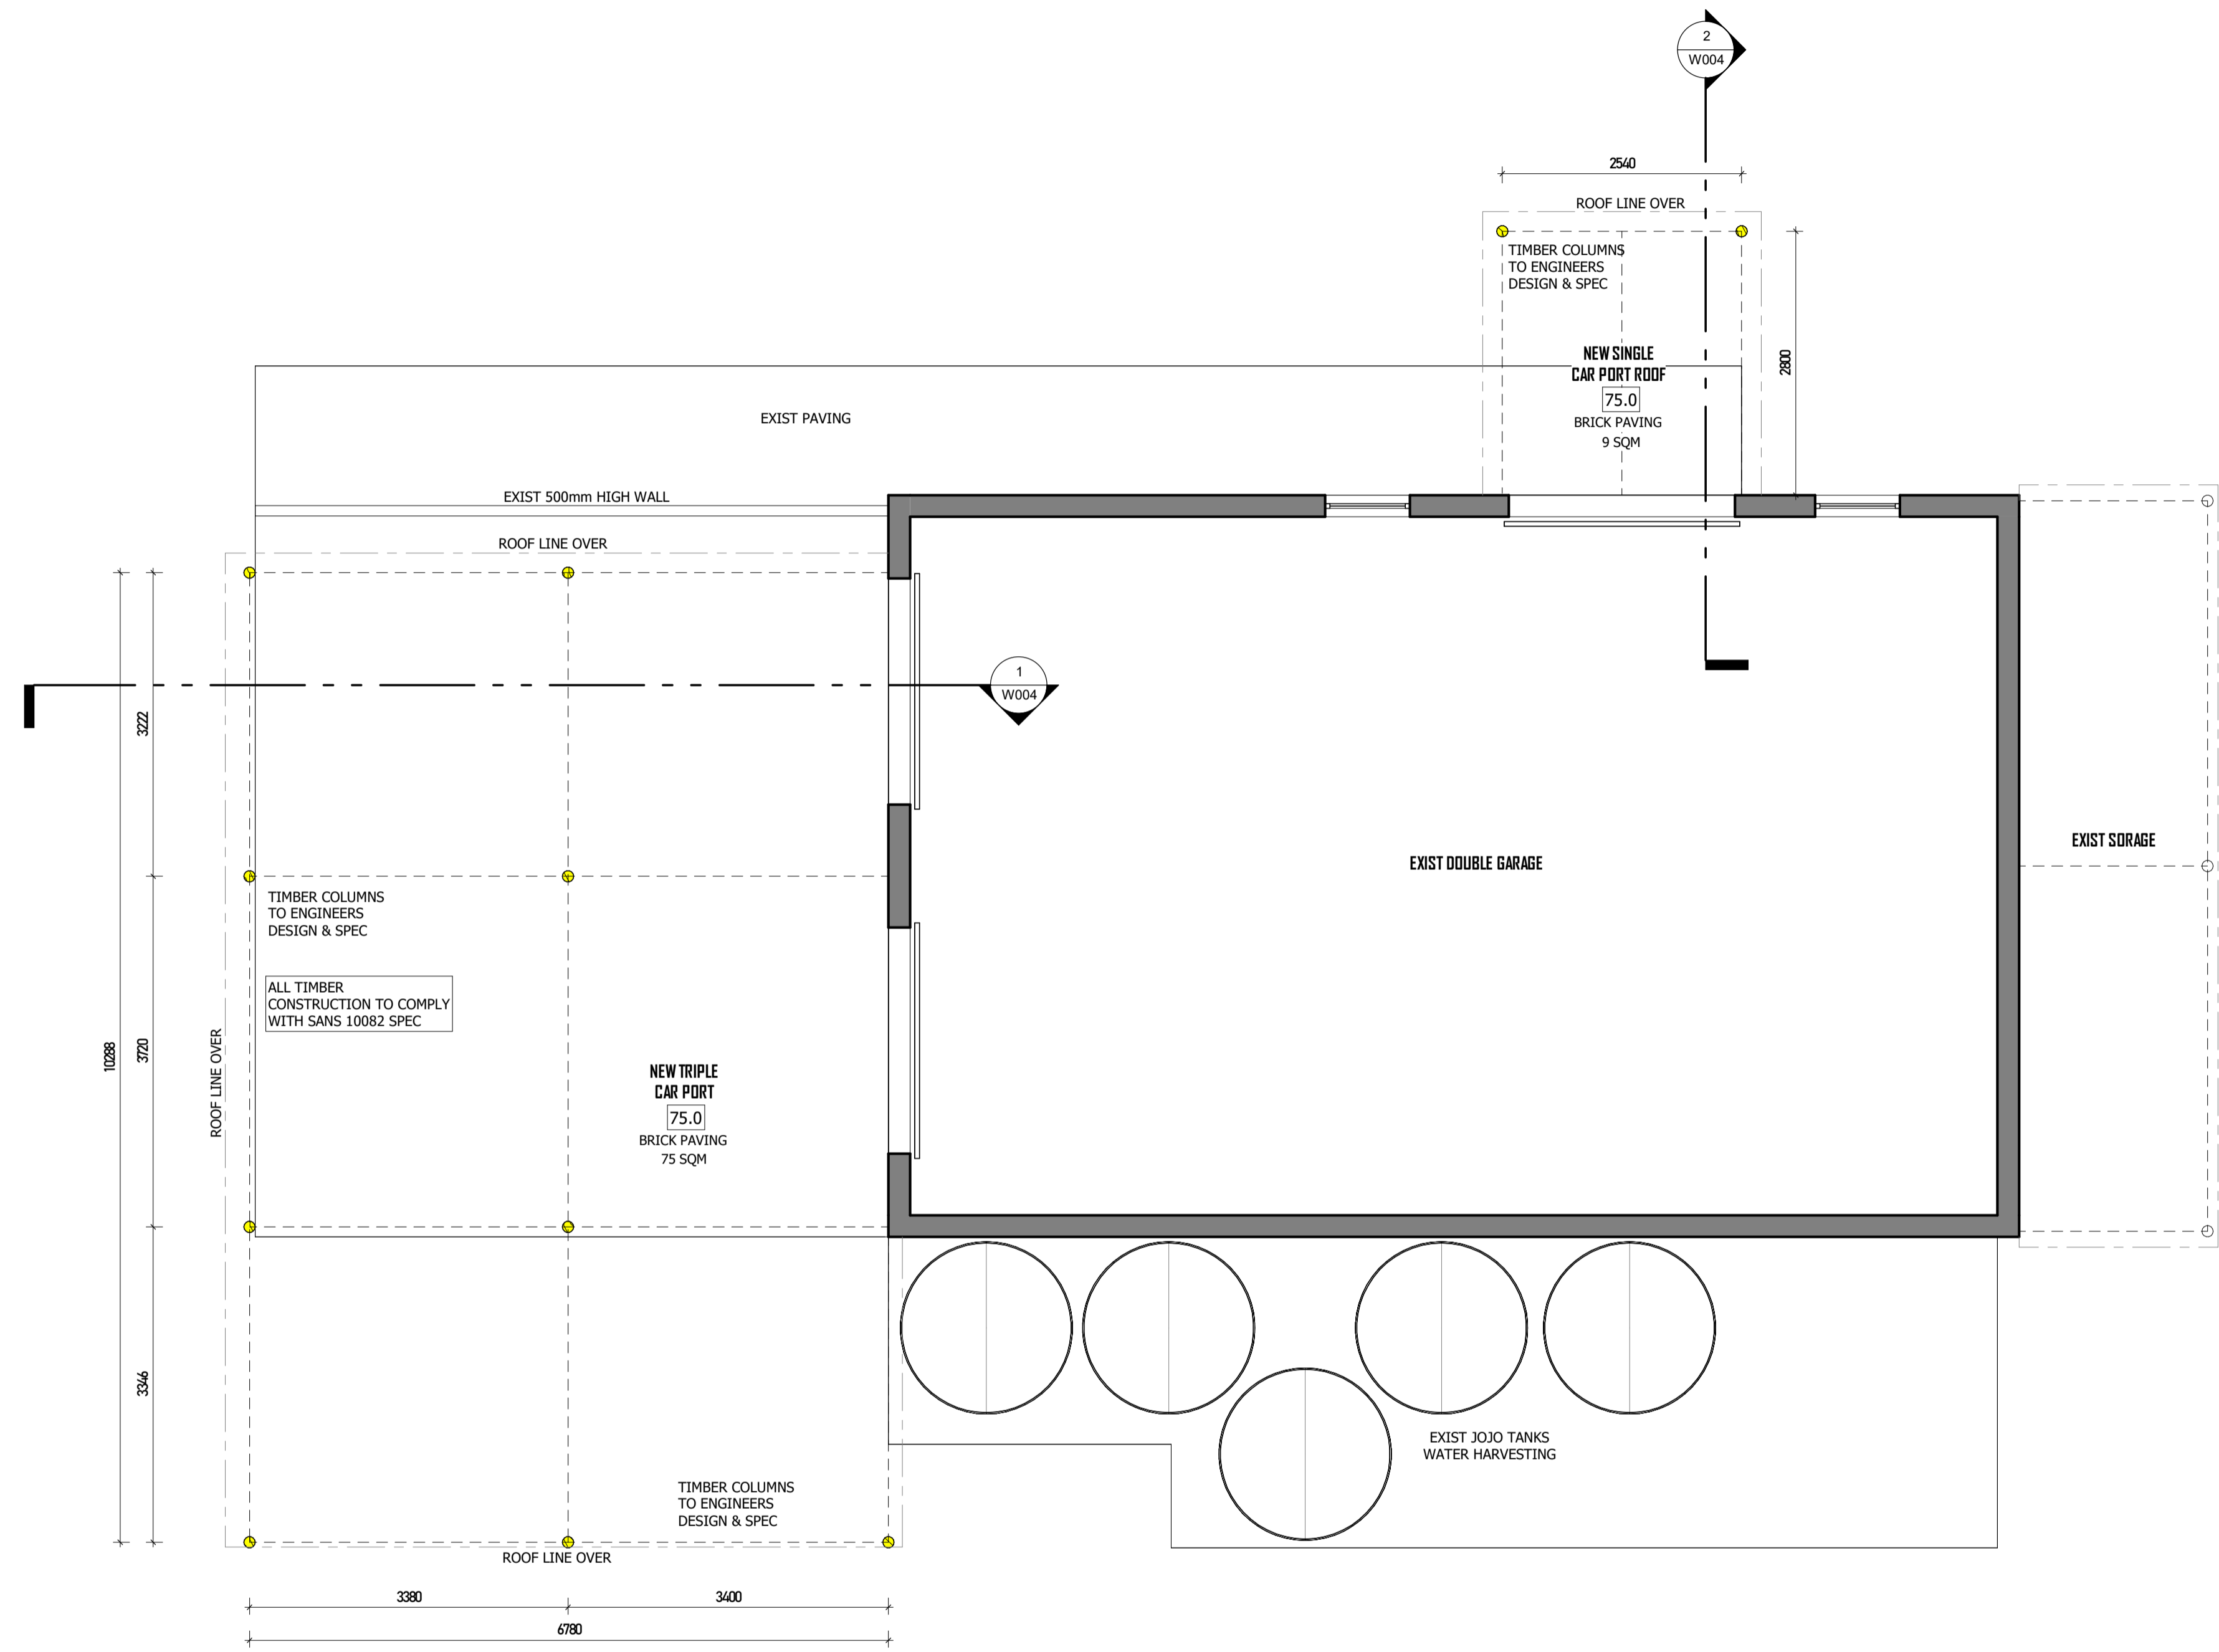 2
W004
2540
ROOF LINE OVER
TIMBER COLUMNS
TO ENGINEERS
DESIGN & SPEC
2800
NEW SINGLE
CAR PORT ROOF
75.0
BRICK PAVING
9 SQM
EXIST PAVING
EXIST 500mm HIGH WALL
ROOF LINE OVER
1
W004
3222
EXIST DOUBLE GARAGE
EXIST SORAGE
TIMBER COLUMNS
TO ENGINEERS
DESIGN & SPEC
ALL TIMBER
CONSTRUCTION TO COMPLY
WITH SANS 10082 SPEC
10288
3720
ROOF LINE OVER
NEW TRIPLE
CAR PORT
75.0
BRICK PAVING
75 SQM
3346
EXIST JOJO TANKS
WATER HARVESTING
TIMBER COLUMNS
TO ENGINEERS
DESIGN & SPEC
ROOF LINE OVER
3380
3400
6780